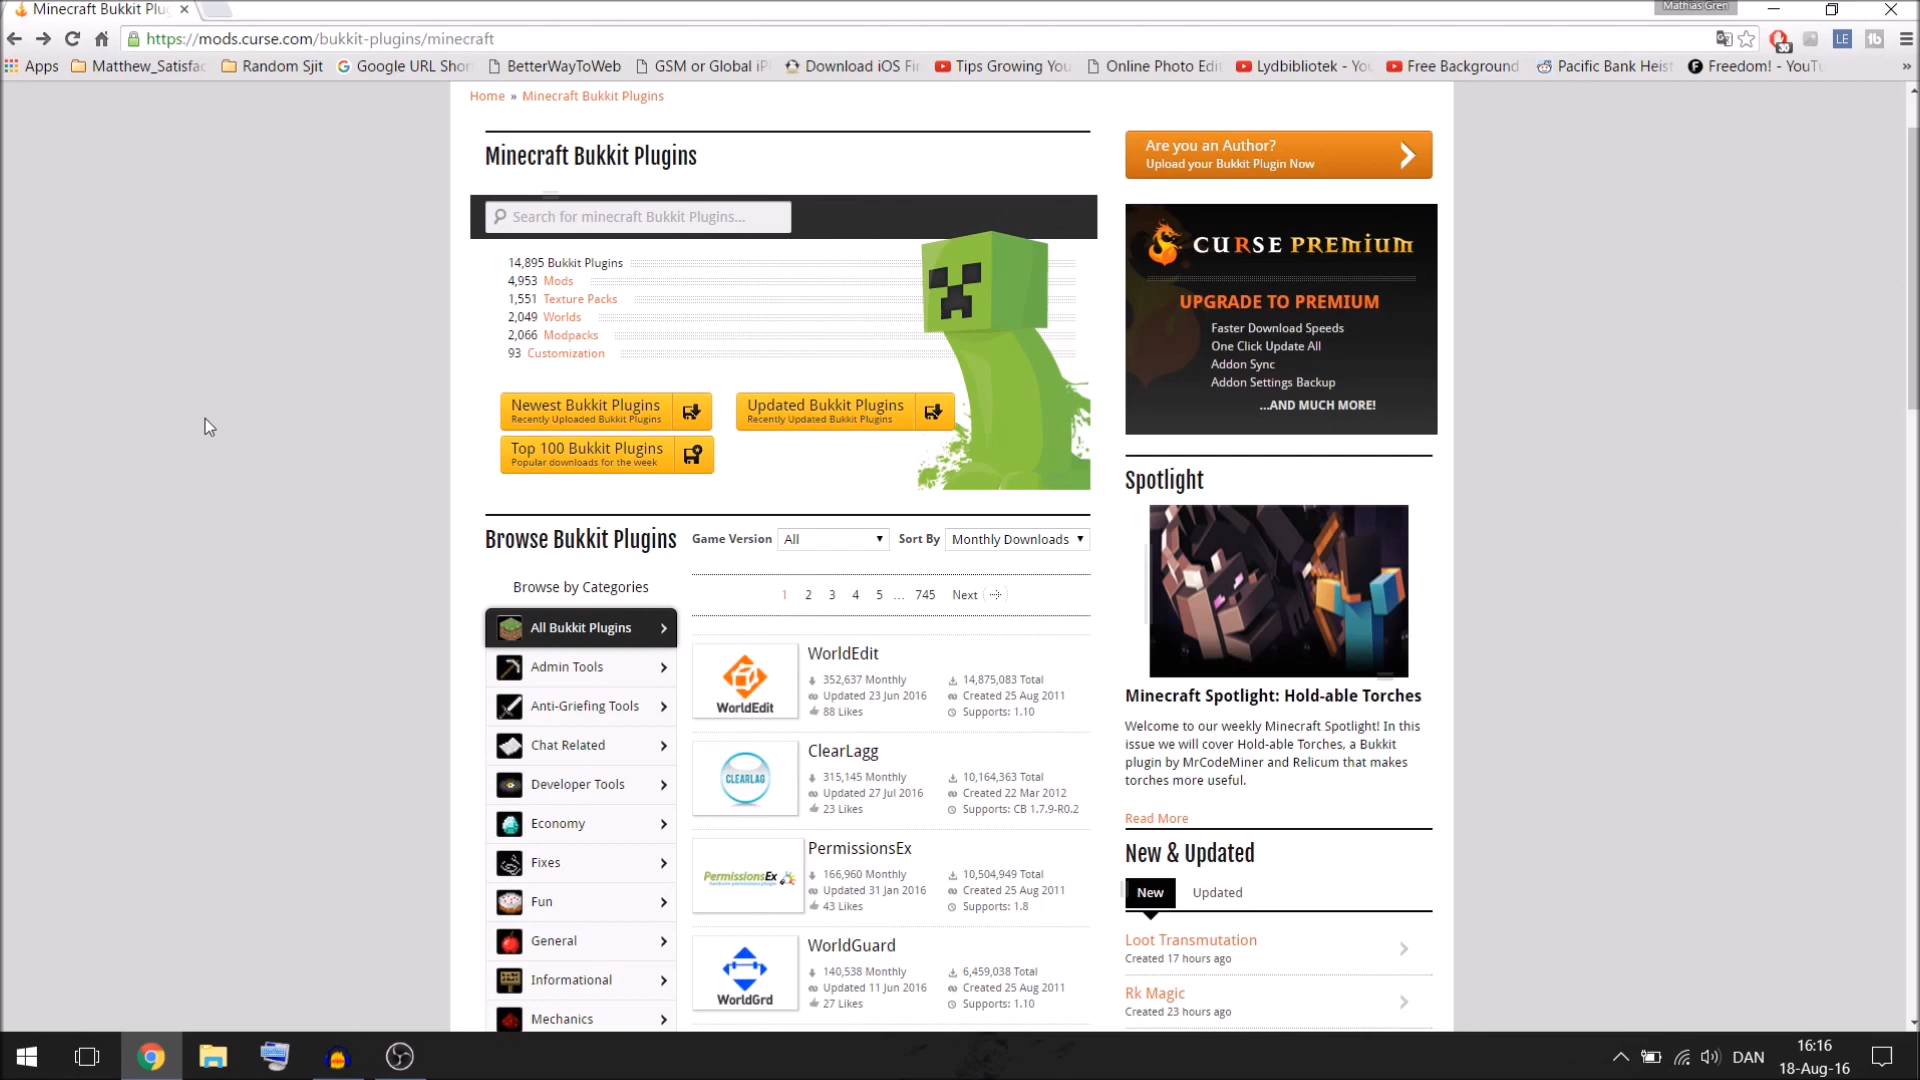 Minecraft Bukkit Plu
Mathias Gren
https://mods.curse.com/bukkit-plugins/minecraft
30
LE
Apps
Matthew_Satisfac
Random Sjit
Google URL Shor
BetterWayToWeb
GSM or Global iP
Download iOS Fir
Tips Growing You
Online Photo Edit
Lydbibliotek - You
Free Background
Pacific Bank Heist
Freedom! - YouTu
»
Home » Minecraft Bukkit Plugins
Minecraft Bukkit Plugins
Search for minecraft Bukkit Plugins...
14,895 Bukkit Plugins
4,953 Mods
1,551 Texture Packs
2,049 Worlds
2,066 Modpacks
93 Customization
Newest Bukkit Plugins
Recently Uploaded Bukkit Plugins
Updated Bukkit Plugins
Recently Updated Bukkit Plugins
Top 100 Bukkit Plugins
Popular downloads for the week
Browse Bukkit Plugins
Game Version All
Sort By Monthly Downloads
Browse by Categories
All Bukkit Plugins
Admin Tools
Anti-Griefing Tools
Chat Related
Developer Tools
Economy
Fixes
Fun
General
Informational
Mechanics
1 2 3 4 5 ... 745 Next
WorldEdit
WorldEdit
352,637 Monthly
14,875,083 Total
Updated 23 Jun 2016
Created 25 Aug 2011
88 Likes
Supports: 1.10
CLEARLAG
ClearLagg
315,145 Monthly
10,164,363 Total
Updated 27 Jul 2016
Created 22 Mar 2012
23 Likes
Supports: CB 1.7.9-R0.2
PermissionsEx
PermissionsEx
166,960 Monthly
10,504,949 Total
Updated 31 Jan 2016
Created 25 Aug 2011
43 Likes
Supports: 1.8
WorldGrd
WorldGuard
140,538 Monthly
6,459,038 Total
Updated 11 Jun 2016
Created 25 Aug 2011
27 Likes
Supports: 1.10
Are you an Author?
Upload your Bukkit Plugin Now
CURSE PREMIUM
UPGRADE TO PREMIUM
Faster Download Speeds
One Click Update All
Addon Sync
Addon Settings Backup
...AND MUCH MORE!
Spotlight
Minecraft Spotlight: Hold-able Torches
Welcome to our weekly Minecraft Spotlight! In this
issue we will cover Hold-able Torches, a Bukkit
plugin by MrCodeMiner and Relicum that makes
torches more useful.
Read More
New & Updated
New Updated
Loot Transmutation
Created 17 hours ago
Rk Magic
Created 23 hours ago
DAN
16:16
18-Aug-16